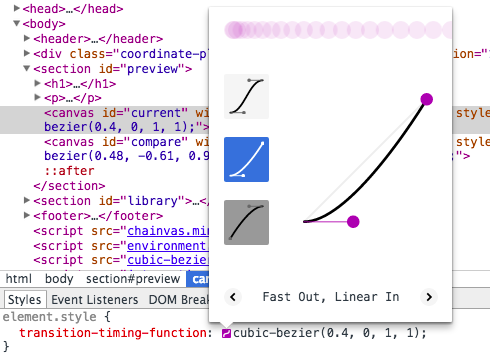 <head>…</head>
<body>
<header>…</header>
<div class="coordinate-pl
<section id="preview">
<h1>…</h1>
<p>…</p>
<canvas id="current" wi
style
bezier(0.4, 0, 1, 1);">
<canvas id="compare" wi
style
bezier(0.48, -0.61, 0.9
">
::after
</section>
<section id="library">…</
<footer>…</footer>
<script src="chainvas.mi
<script src="environment
<script src="cubic-bezie
html body section#preview can
Styles Event Listeners DOM Break
Fast Out, Linear In
element.style {
transition-timing-function: cubic-bezier(0.4, 0, 1, 1);
}